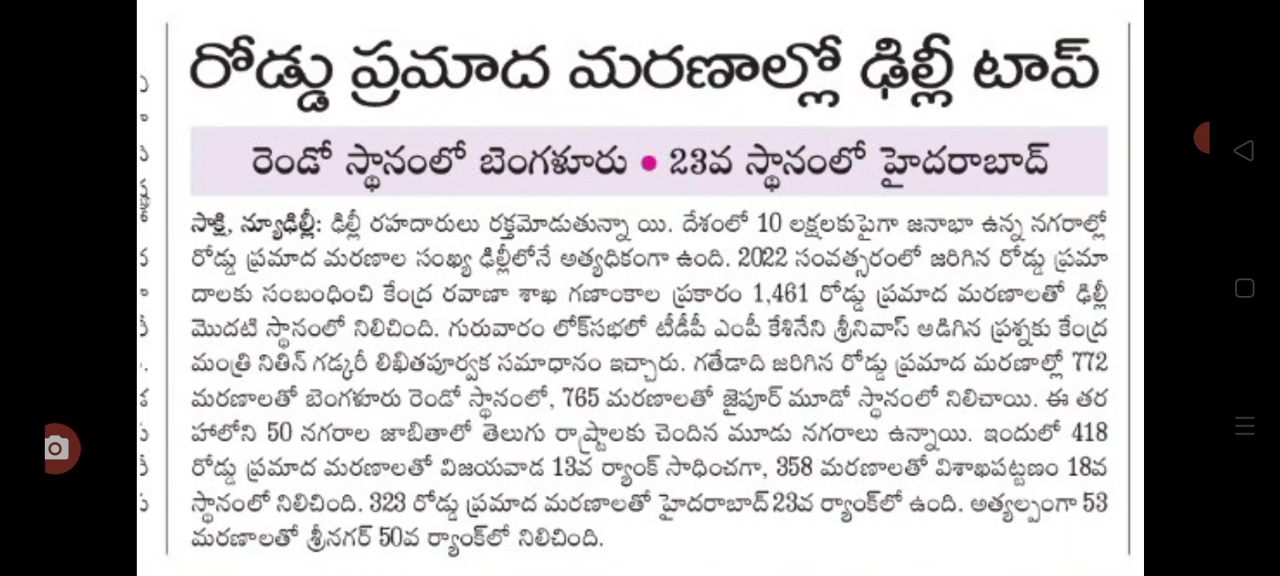 రోడ్డు ప్రమాద మరణాల్లో ఢిల్లీ టాప్
రెండో స్థానంలో బెంగళూరు • 23వ స్థానంలో హైదరాబాద్
సాక్షి, న్యూఢిల్లీ: ఢిల్లీ రహదారులు రక్తమోడుతున్నా యి. దేశంలో 10 లక్షలకుపైగా జనాభా ఉన్న నగరాల్లో
రోడ్డు ప్రమాద మరణాల సంఖ్య ఢిల్లీలోనే అత్యధికంగా ఉంది. 2022 సంవత్సరంలో జరిగిన రోడ్డు ప్రమా
దాలకు సంబంధించి కేంద్ర రవాణా శాఖ గణాంకాల ప్రకారం 1,461 రోడ్డు ప్రమాద మరణాలతో ఢిల్లీ
మొదటి స్థానంలో నిలిచింది. గురువారం లోక్‌సభలో టీడీపీ ఎంపీ కేశినేని శ్రీనివాస్ అడిగిన ప్రశ్నకు కేంద్ర
మంత్రి నితిన్ గడ్కరీ లిఖితపూర్వక సమాధానం ఇచ్చారు. గతేడాది జరిగిన రోడ్డు ప్రమాద మరణాల్లో 772
మరణాలతో బెంగళూరు రెండో స్థానంలో, 765 మరణాలతో జైపూర్ మూడో స్థానంలో నిలిచాయి. ఈ తర
హాలోని 50 నగరాల జాబితాలో తెలుగు రాష్ట్రాలకు చెందిన మూడు నగరాలు ఉన్నాయి. ఇందులో 418
రోడ్డు ప్రమాద మరణాలతో విజయవాడ 13వ ర్యాంక్ సాధించగా, 358 మరణాలతో విశాఖపట్టణం 18వ
స్థానంలో నిలిచింది. 323 రోడ్డు ప్రమాద మరణాలతో హైదరాబాద్ 23వ ర్యాంక్‌లో ఉంది. అత్యల్పంగా 53
మరణాలతో శ్రీనగర్ 50వ ర్యాంక్‌లో నిలిచింది.